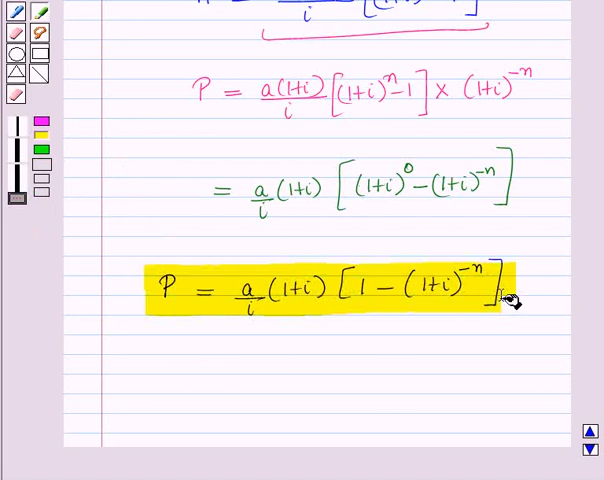 i
P = a(1+i)/i [(1+i)^n - 1] × (1+i)^-n
= a/i (1+i) [(1+i)^0 - (1+i)^-n]
P = a/i (1+i) [1 - (1+i)^-n]